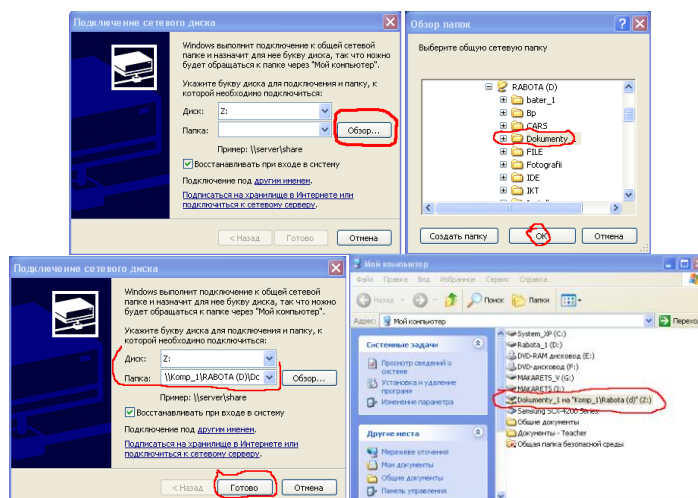 Подключение сетевого диска
Windows выполнит подключение к общей сетевой
папке и назначит для нее букву диска, так что нужно
будет обращаться к папке через "Мой компьютер".
Укажите букву диска для подключения и папку, к
которой необходимо подключиться:
Диск: Z:
Папка: Обзор...
Пример: \\server\share
Восстанавливать при входе в систему
Подключение под другим именем.
Подписаться на хранилище в Интернете или
подключиться к сетевому серверу.
< Назад Готово Отмена
Обзор папок
Выберите общую сетевую папку
RABOTA (D)
bater_1
Bp
CARS
Dokumenty
FILE
Fotografii
IDE
IKT
Создать папку ОК Отмена
Подключение сетевого диска
Windows выполнит подключение к общей сетевой
папке и назначит для нее букву диска, так что можно
будет обращаться к папке через "Мой компьютер".
Укажите букву диска для подключения и папку, к
которой необходимо подключиться:
Диск: Z:
Папка: \\Komp_1\RABOTA (D)\Dc Обзор...
Пример: \\server\share
Восстанавливать при входе в систему
Подключение под другим именем.
Подписаться на хранилище в Интернете или
подключиться к сетевому серверу.
< Назад Готово Отмена
Мой компьютер
Файл Правка Вид Избранное Сервис Справка
Назад Поиск Папки
Адрес: Мой компьютер Перехо
Системные задачи
Просмотр сведений о
системе
Установка и удаление
программ
Изменение параметра
Другие места
Мережеве оточення
Мои документы
Общие документы
Панель управления
System_XP (C:)
Rabota_1 (D:)
DVD-RAM дисковод (E:)
DVD-дисковод (F:)
MAKARETS_V (G:)
MAKARETS (I:)
Dokumenty_1 на "Komp_1\Rabota (d)" (Z:)
Samsung SCX-4200 Series
Общие документы
Документы - Teacher
Общая папка безопасной среды